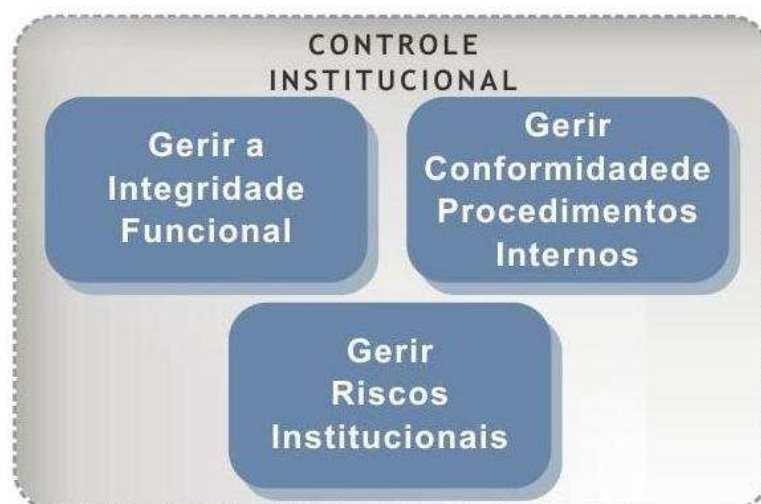 CONTROLE
INSTITUCIONAL
Gerir a
Integridade
Funcional
Gerir
Conformidadede
Procedimentos
Internos
Gerir
Riscos
Institucionais